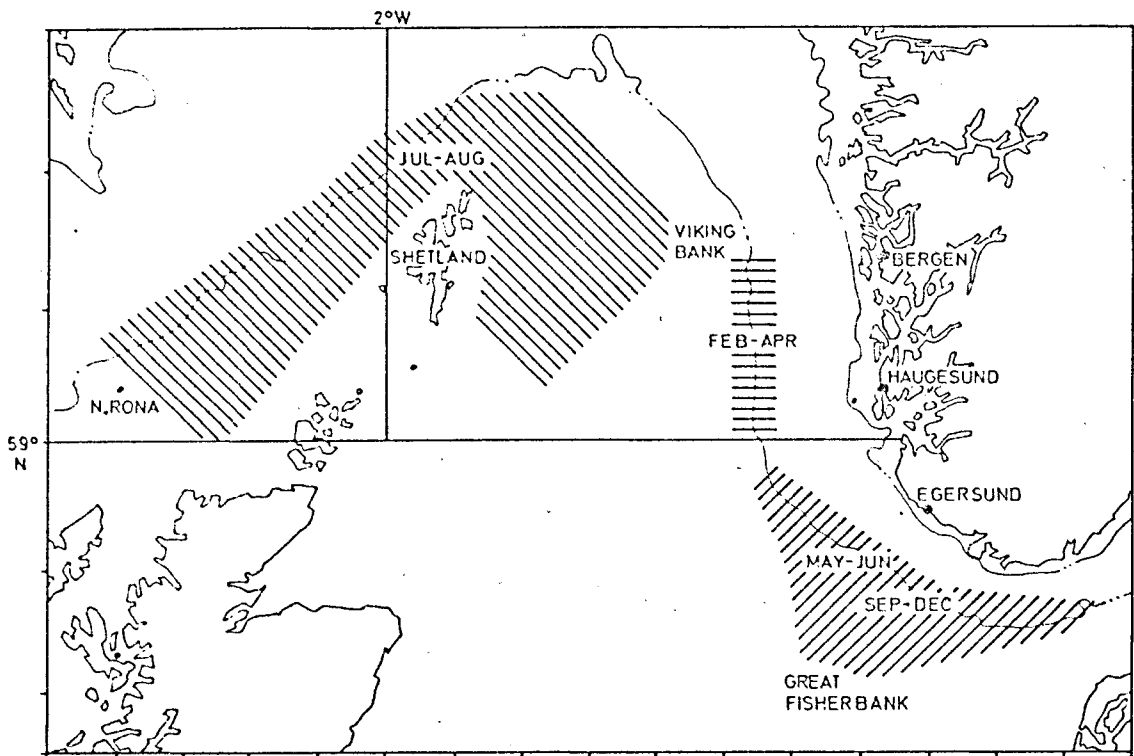 2°W
JUL-AUG
VIKING
BANK
SHETLAND
BERGEN
FEB-APR
HAUGESUND
N.RONA
59°
N
EGERSUND
MAY-JUN
SEP-DEC
GREAT
FISHERBANK